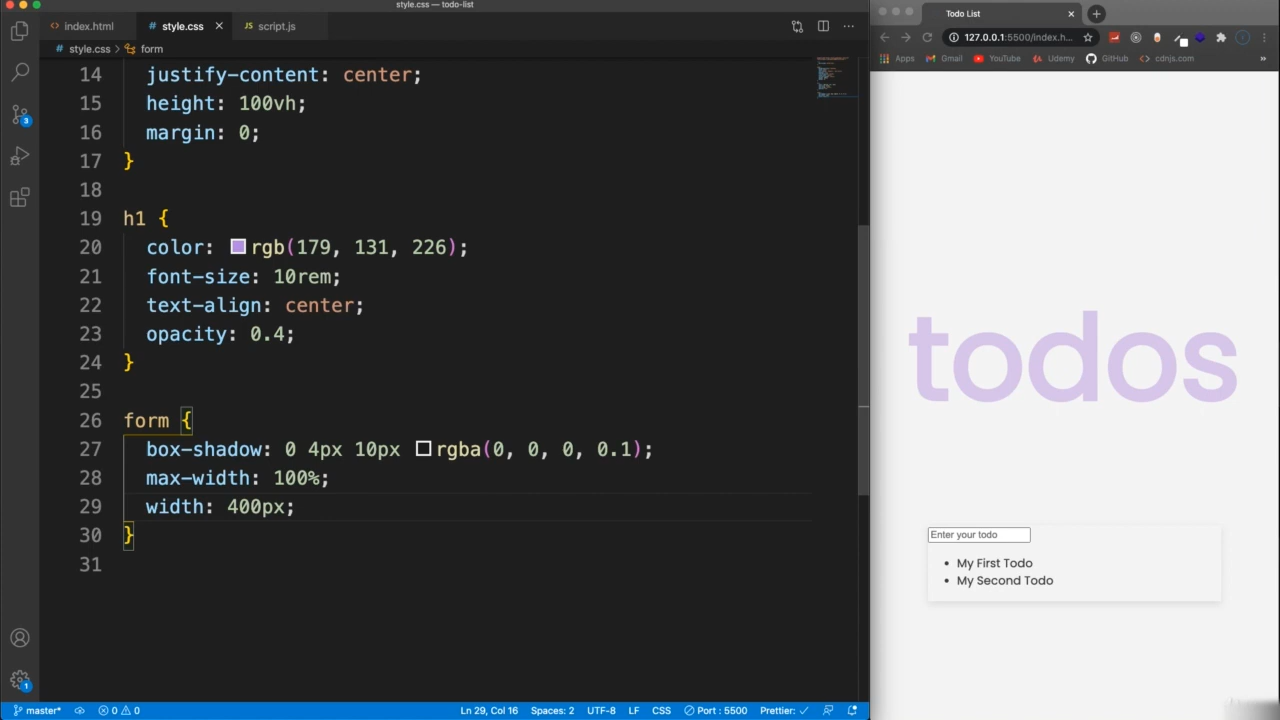 style.css — todo-list
index.html
style.css
script.js
style.css > form
14 justify-content: center;
15 height: 100vh;
16 margin: 0;
17 }
18
19 h1 {
20 color: rgb(179, 131, 226);
21 font-size: 10rem;
22 text-align: center;
23 opacity: 0.4;
24 }
25
26 form {
27 box-shadow: 0 4px 10px rgba(0, 0, 0, 0.1);
28 max-width: 100%;
29 width: 400px;
30 }
31
3
1
master* 0 0 Ln 29, Col 16 Spaces: 2 UTF-8 LF CSS Port : 5500 Prettier: ✓
Todo List
127.0.0.1:5500/index.h...
Apps Gmail YouTube Udemy GitHub cdnjs.com »
todos
Enter your todo
• My First Todo
• My Second Todo